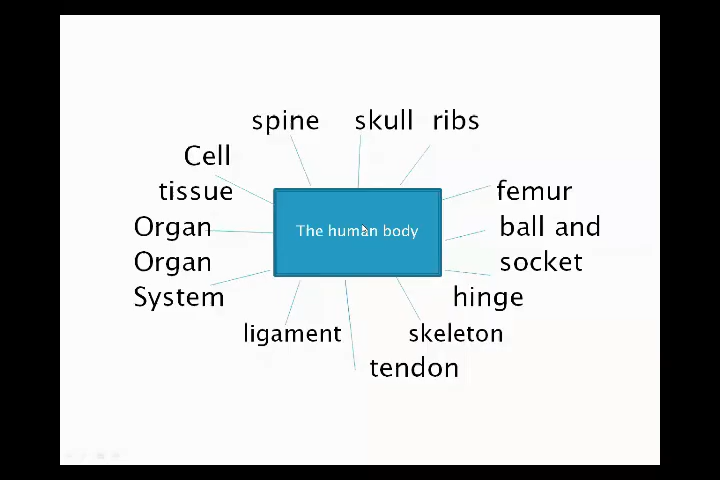 spine skull ribs
Cell
tissue
Organ
Organ
System
The human body
femur
ball and
socket
hinge
ligament
skeleton
tendon